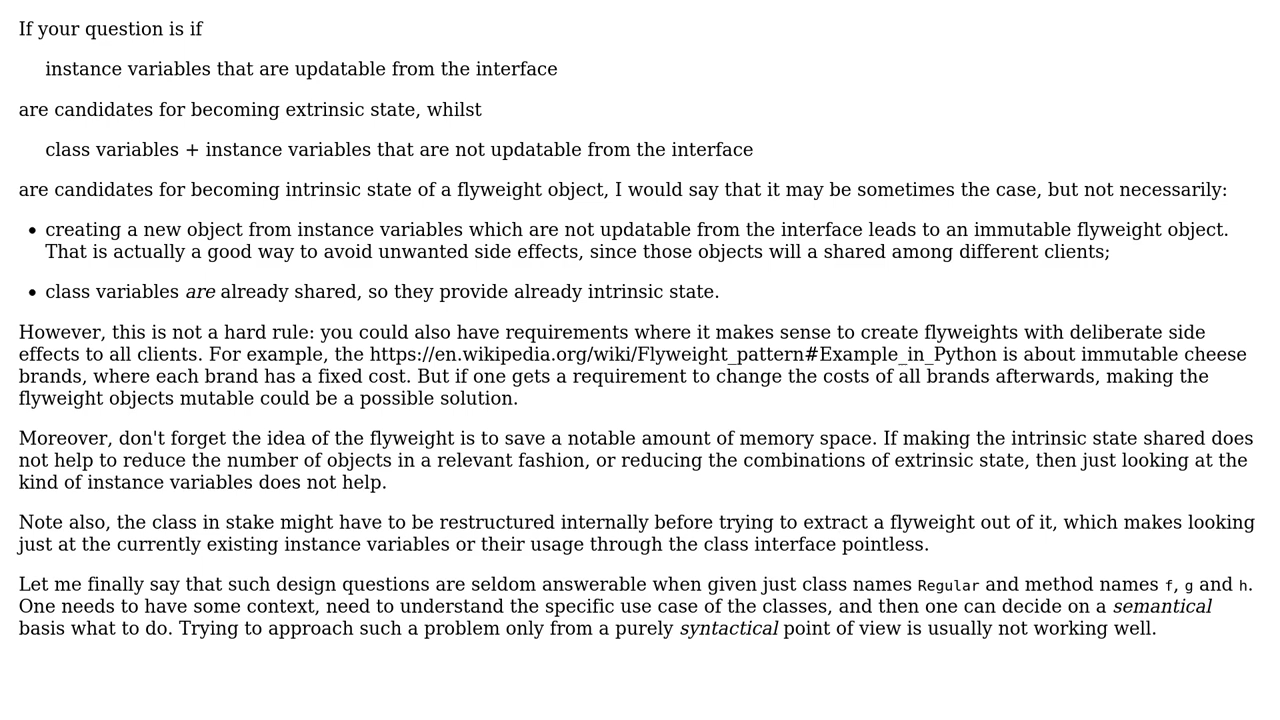 If your question is if
instance variables that are updatable from the interface
are candidates for becoming extrinsic state, whilst
class variables + instance variables that are not updatable from the interface
are candidates for becoming intrinsic state of a flyweight object, I would say that it may be sometimes the case, but not necessarily:
• creating a new object from instance variables which are not updatable from the interface leads to an immutable flyweight object.
That is actually a good way to avoid unwanted side effects, since those objects will a shared among different clients;
• class variables are already shared, so they provide already intrinsic state.
However, this is not a hard rule: you could also have requirements where it makes sense to create flyweights with deliberate side
effects to all clients. For example, the https://en.wikipedia.org/wiki/Flyweight_pattern#Example_in_Python is about immutable cheese
brands, where each brand has a fixed cost. But if one gets a requirement to change the costs of all brands afterwards, making the
flyweight objects mutable could be a possible solution.
Moreover, don't forget the idea of the flyweight is to save a notable amount of memory space. If making the intrinsic state shared does
not help to reduce the number of objects in a relevant fashion, or reducing the combinations of extrinsic state, then just looking at the
kind of instance variables does not help.
Note also, the class in stake might have to be restructured internally before trying to extract a flyweight out of it, which makes looking
just at the currently existing instance variables or their usage through the class interface pointless.
Let me finally say that such design questions are seldom answerable when given just class names Regular and method names f, g and h.
One needs to have some context, need to understand the specific use case of the classes, and then one can decide on a semantical
basis what to do. Trying to approach such a problem only from a purely syntactical point of view is usually not working well.